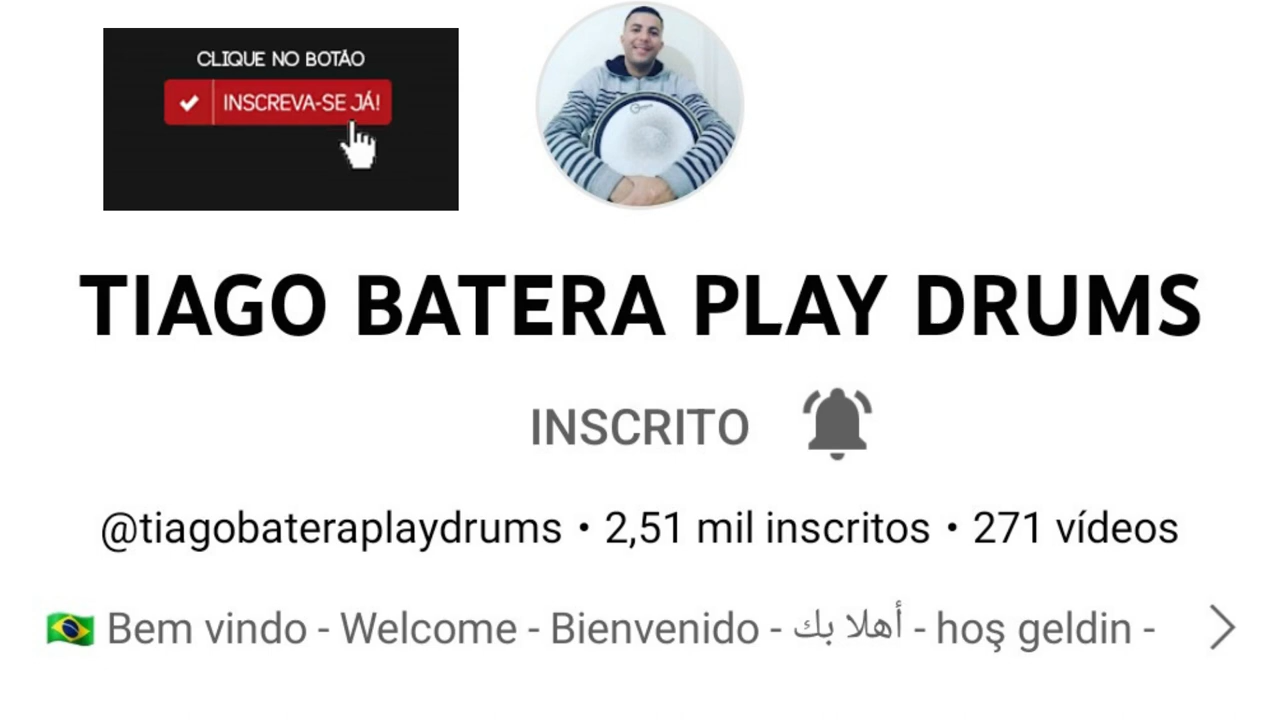 CLIQUE NO BOTÃO
INSCREVA-SE JÁ!
TIAGO BATERA PLAY DRUMS
INSCRITO
@tiagobateraplaydrums • 2,51 mil inscritos • 271 vídeos
🇧🇷 Bem vindo - Welcome - Bienvenido - أهلا بك - hoş geldin -